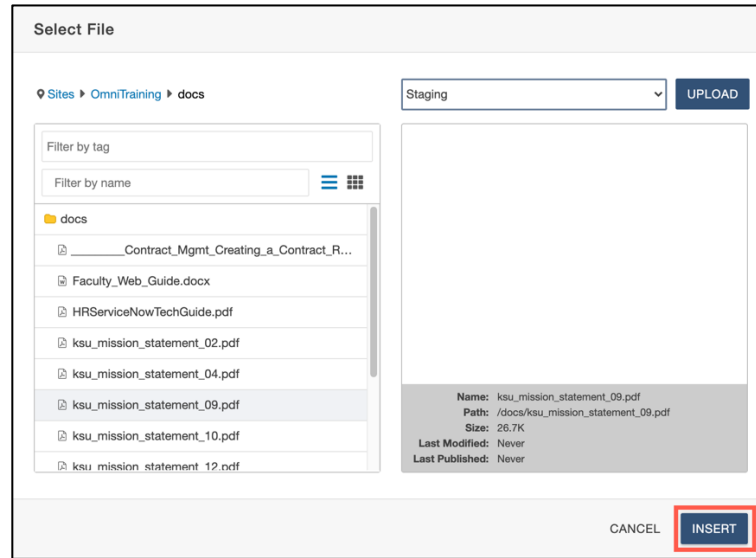 Select File
Sites ▶ OmniTraining ▶ docs
Staging
UPLOAD
Filter by tag
Filter by name
docs
________Contract_Mgmt_Creating_a_Contract_R...
Faculty_Web_Guide.docx
HRServiceNowTechGuide.pdf
ksu_mission_statement_02.pdf
ksu_mission_statement_04.pdf
ksu_mission_statement_09.pdf
ksu_mission_statement_10.pdf
ksu_mission_statement_12.pdf
Name: ksu_mission_statement_09.pdf
Path: /docs/ksu_mission_statement_09.pdf
Size: 26.7K
Last Modified: Never
Last Published: Never
CANCEL
INSERT